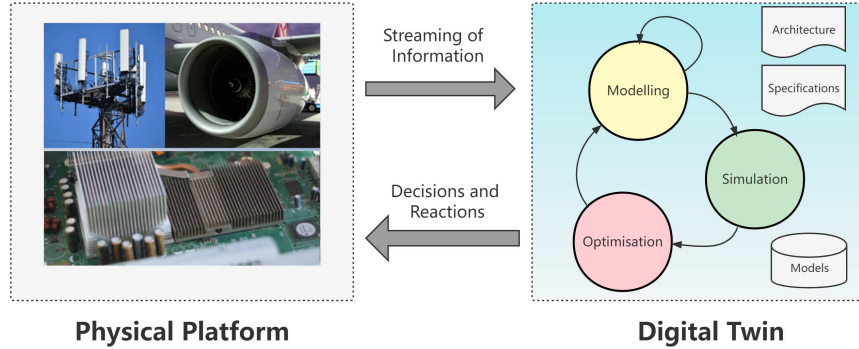 Streaming of
Information
Decisions and
Reactions
Modelling
Simulation
Optimisation
Architecture
Specifications
Models
Physical Platform
Digital Twin